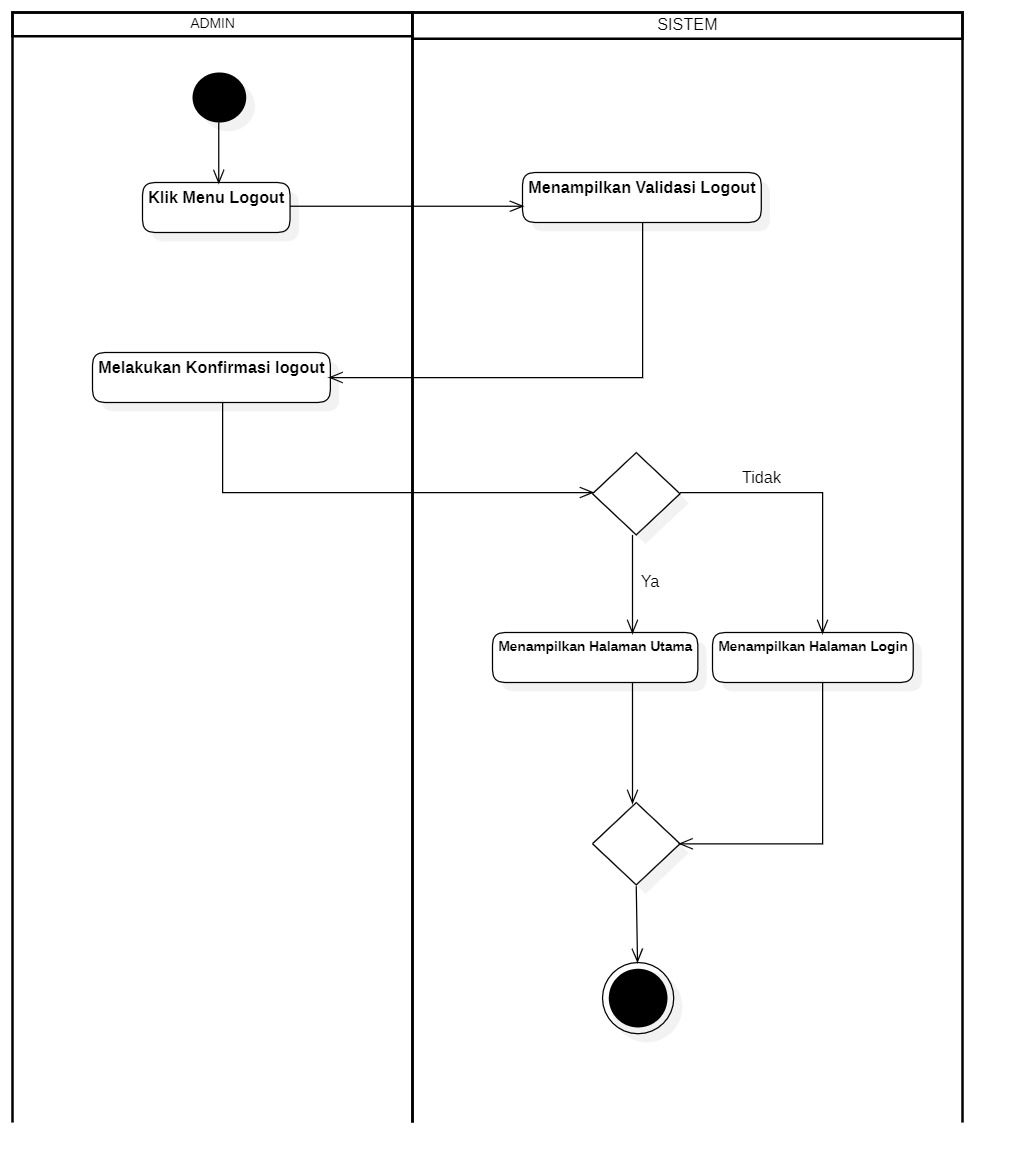 ADMIN
SISTEM
Klik Menu Logout
Menampilkan Validasi Logout
Melakukan Konfirmasi logout
Tidak
Ya
Menampilkan Halaman Utama
Menampilkan Halaman Login